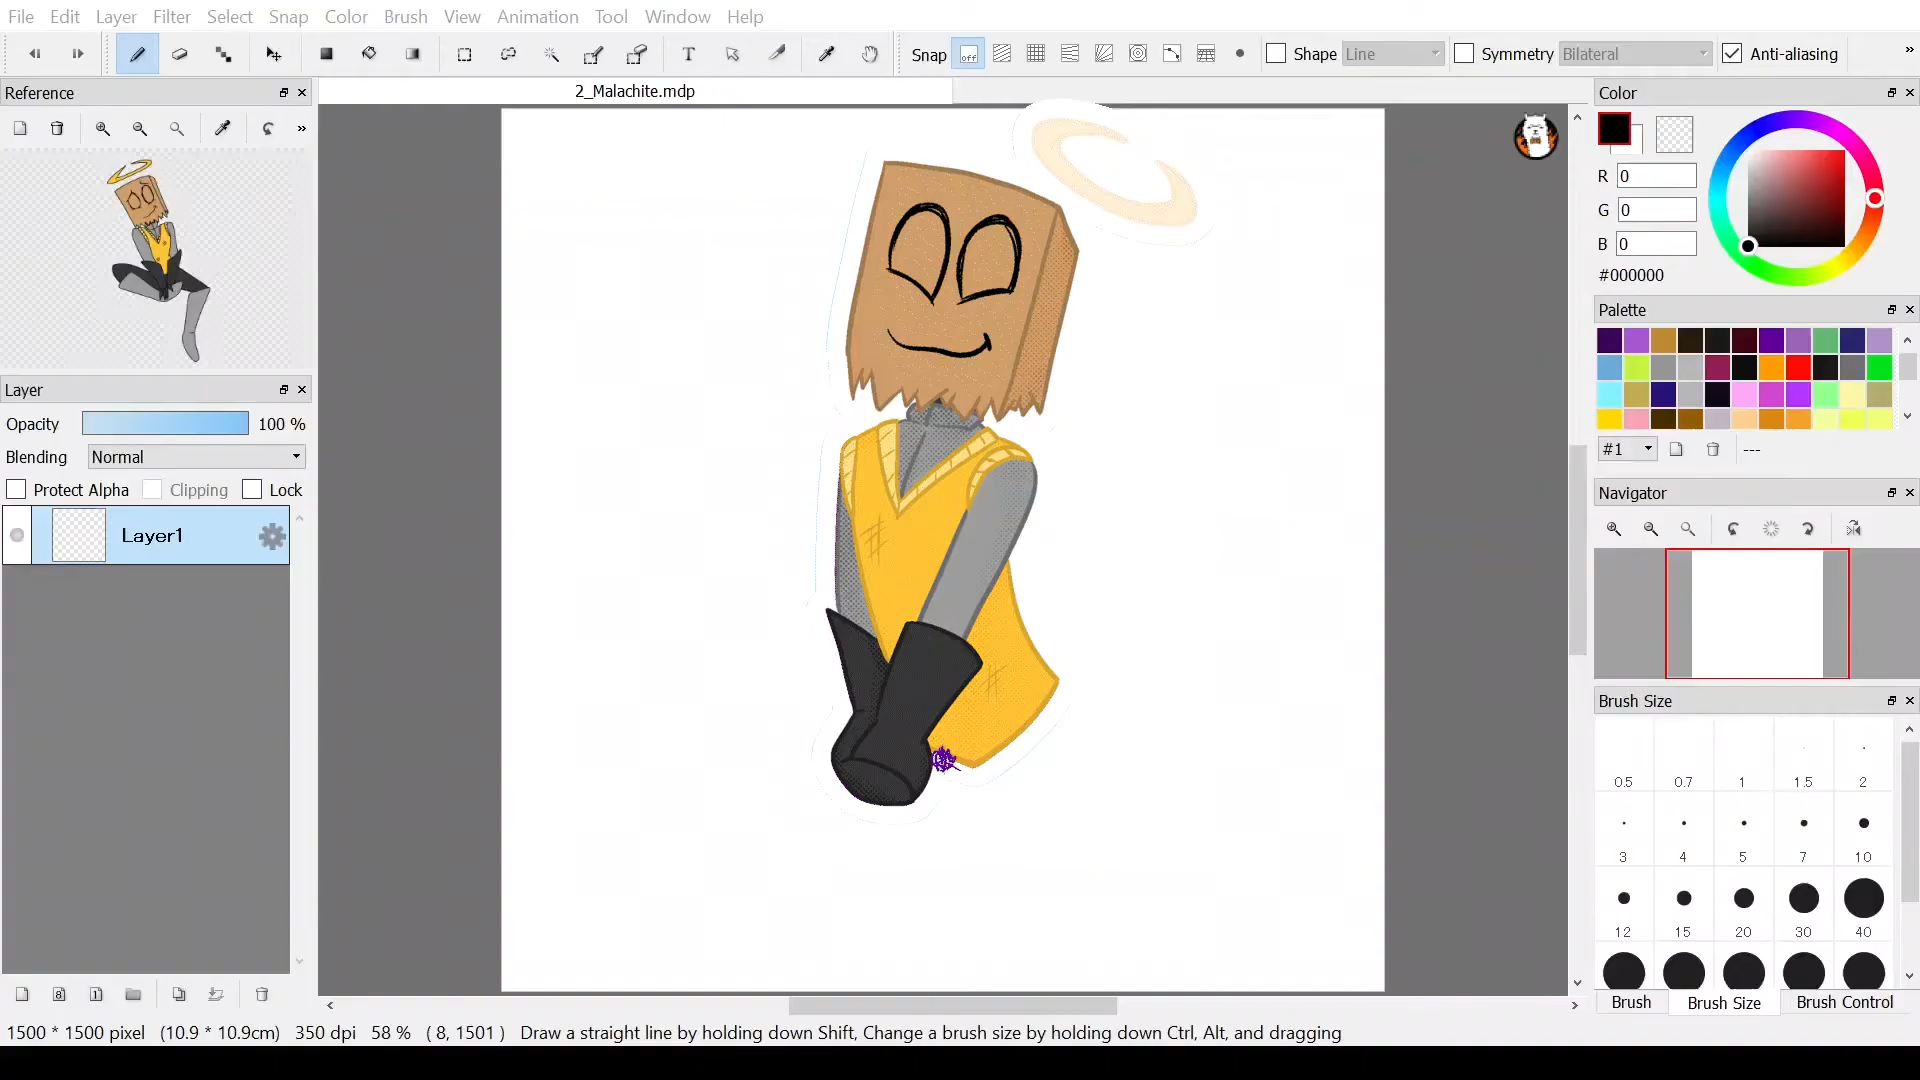 File Edit Layer Filter Select Snap Color Brush View Animation Tool Window Help
Snap off Shape Line Symmetry Bilateral Anti-aliasing »
Reference
2_Malachite.mdp
Color
»
R 0
G 0
B 0
#000000
Palette
Layer
Opacity 100 %
Blending Normal
Protect Alpha Clipping Lock
#1 ---
Layer1
Navigator
Brush Size
0.5 0.7 1 1.5 2
3 4 5 7 10
12 15 20 30 40
8 1
Brush Brush Size Brush Control
1500 * 1500 pixel (10.9 * 10.9cm) 350 dpi 58 % ( 8, 1501 ) Draw a straight line by holding down Shift, Change a brush size by holding down Ctrl, Alt, and dragging